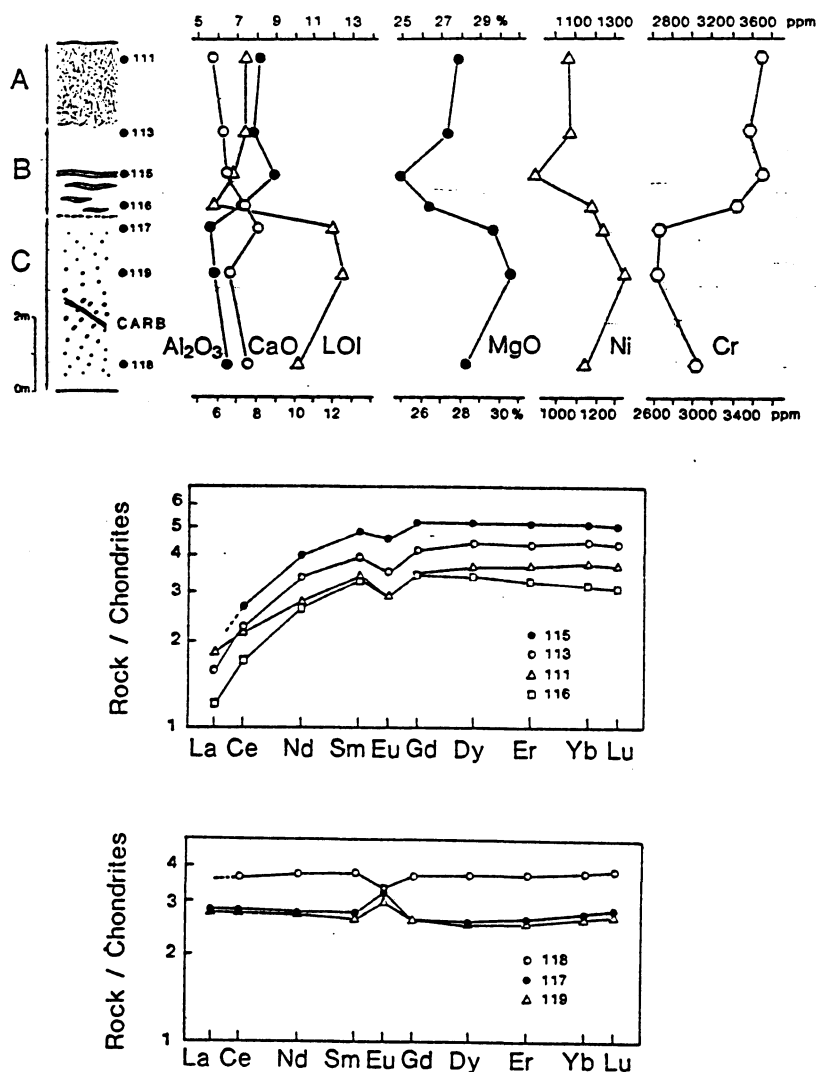 5 7 9 11 13 25 27 29 % 1100 1300 2800 3200 3600 ppm
A
111
113
B
115
116
117
C
119
2m
CARB
118
0m
Al₂O₃ CaO LOI MgO Ni Cr
6 8 10 12 26 28 30 % 1000 1200 2600 3000 3400 ppm
Rock / Chondrites
6
5
4
3
2
1
115
113
111
116
La Ce Nd Sm Eu Gd Dy Er Yb Lu
Rock / Chondrites
4
3
2
1
118
117
119
La Ce Nd Sm Eu Gd Dy Er Yb Lu